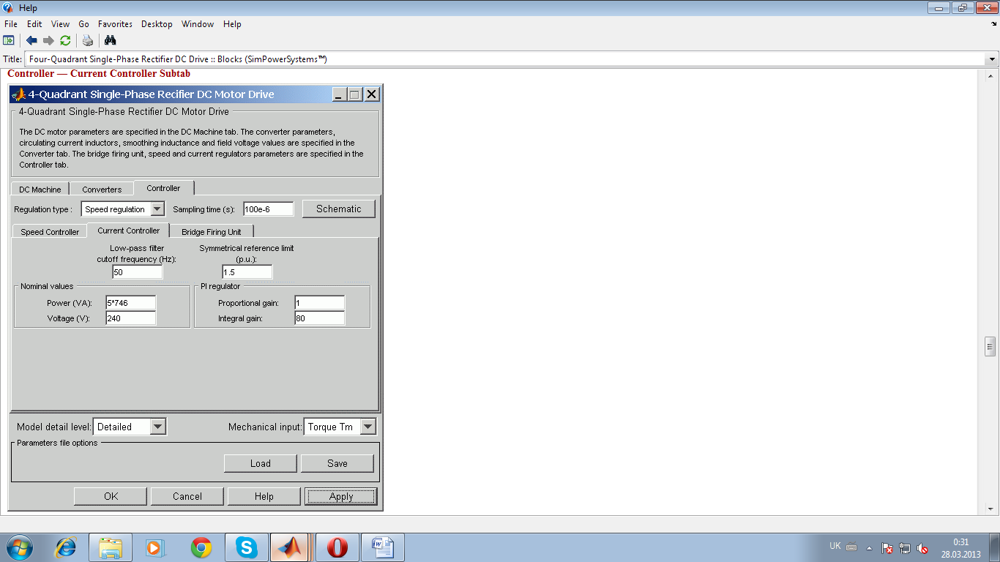 Help
File Edit View Go Favorites Desktop Window Help
Title: Four-Quadrant Single-Phase Rectifier DC Drive :: Blocks (SimPowerSystems™)
Controller — Current Controller Subtab
4-Quadrant Single-Phase Recifier DC Motor Drive
4-Quadrant Single-Phase Rectifier DC Motor Drive
The DC motor parameters are specified in the DC Machine tab. The converter parameters,
circulating current inductors, smoothing inductance and field voltage values are specified in the
Converter tab. The bridge firing unit, speed and current regulators parameters are specified in the
Controller tab.
DC Machine Converters Controller
Regulation type : Speed regulation Sampling time (s): 100e-6 Schematic
Speed Controller Current Controller Bridge Firing Unit
Low-pass filter Symmetrical reference limit
cutoff frequency (Hz): (p.u.):
50 1.5
Nominal values PI regulator
Power (VA): 5*746 Proportional gain: 1
Voltage (V): 240 Integral gain: 80
Model detail level: Detailed Mechanical input: Torque Tm
Parameters file options
Load Save
OK Cancel Help Apply
UK 0:31
28.03.2013